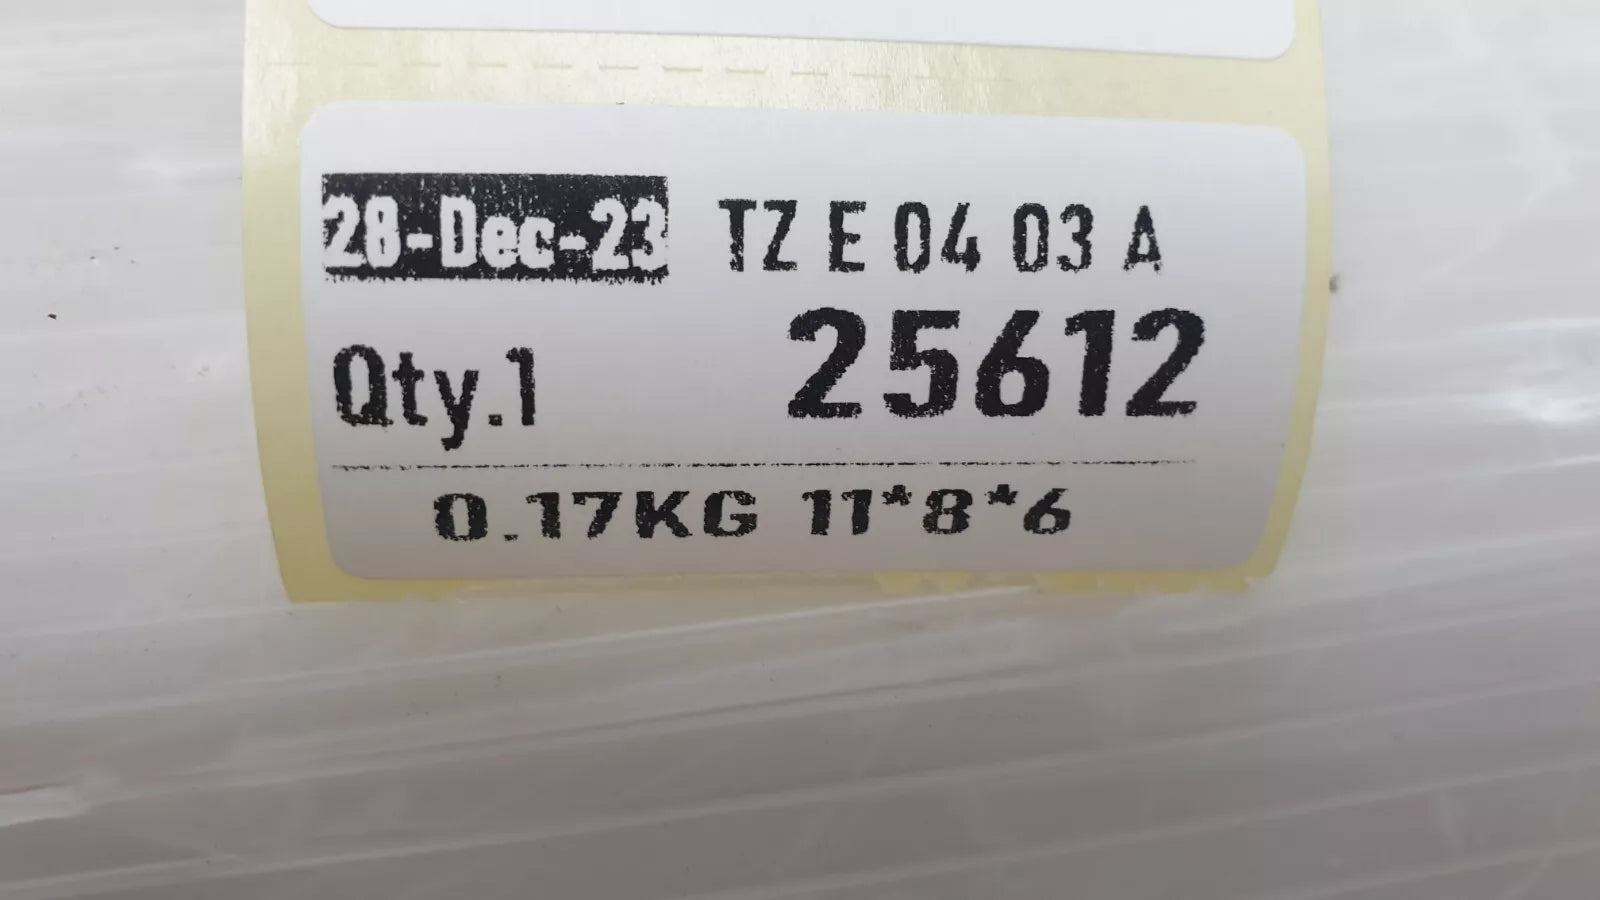 28-Dec-23 TZ E 04 03 A
Qty.1 25612
0.17KG 11*8*6